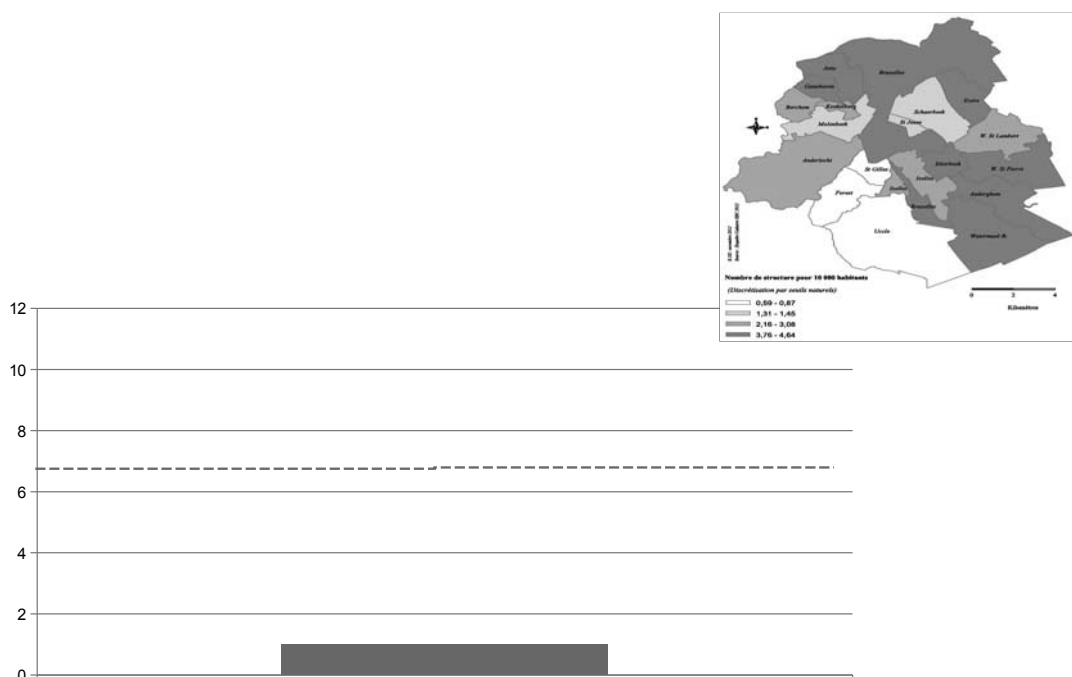 Jette
Bruxelles
Ganshoren
Evere
Berchem
Koekelberg
Schaerbeek
Molenbeek
St Josse
W. St Lambert
Anderlecht
Etterbeek
W. St Pierre
St Gilles
Ixelles
Ixelles
Forest
Auderghem
Bruxelles
Uccle
Watermael B.
Nombre de structure pour 10 000 habitants
(Discrétisation par seuils naturels)
0,59 - 0,87
1,31 - 1,45
2,16 - 3,08
3,76 - 4,64
0 2 4
Kilomètres
12
10
8
6
4
2
0